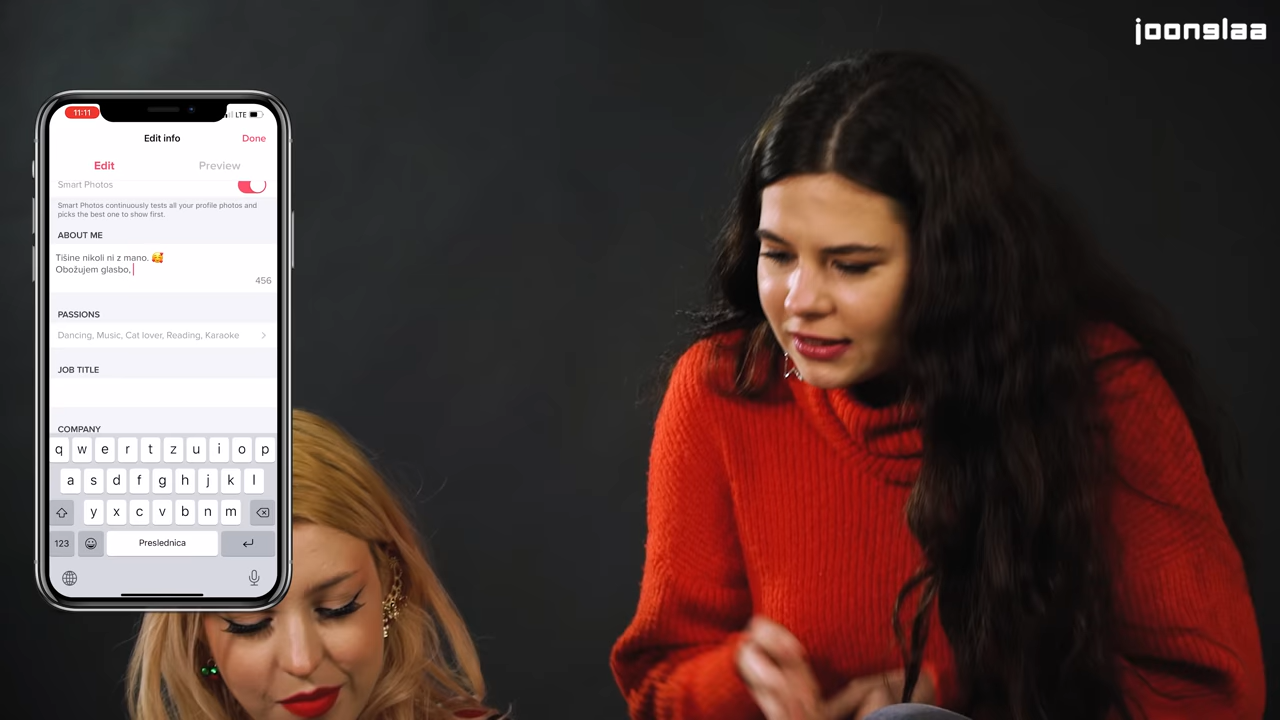 joonglaa
11:11
LTE
Edit info
Done
Edit
Preview
Smart Photos
Smart Photos continuously tests all your profile photos and
picks the best one to show first.
ABOUT ME
Tišine nikoli ni z mano. 🥰
Obožujem glasbo,
456
PASSIONS
Dancing, Music, Cat lover, Reading, Karaoke
JOB TITLE
COMPANY
q w e r t z u i o p
a s d f g h j k l
y x c v b n m
123
Preslednica